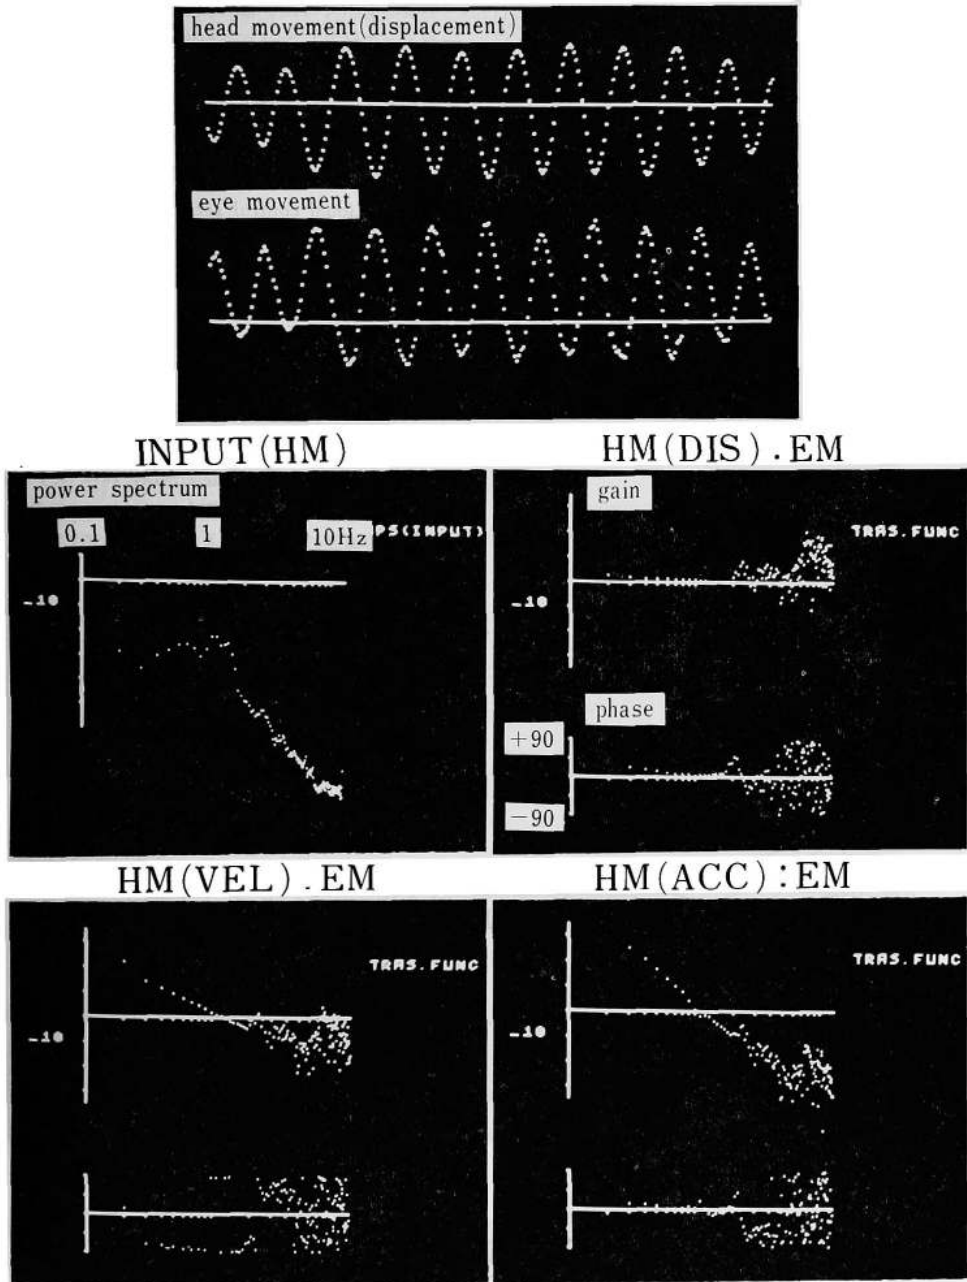 head movement(displacement)
eye movement
INPUT(HM)
power spectrum
0.1 1 10Hz PS(INPUT)
-10
HM(DIS).EM
gain
TRAS.FUNC
-10
phase
+90
-90
HM(VEL).EM
TRAS.FUNC
-10
HM(ACC):EM
TRAS.FUNC
-10